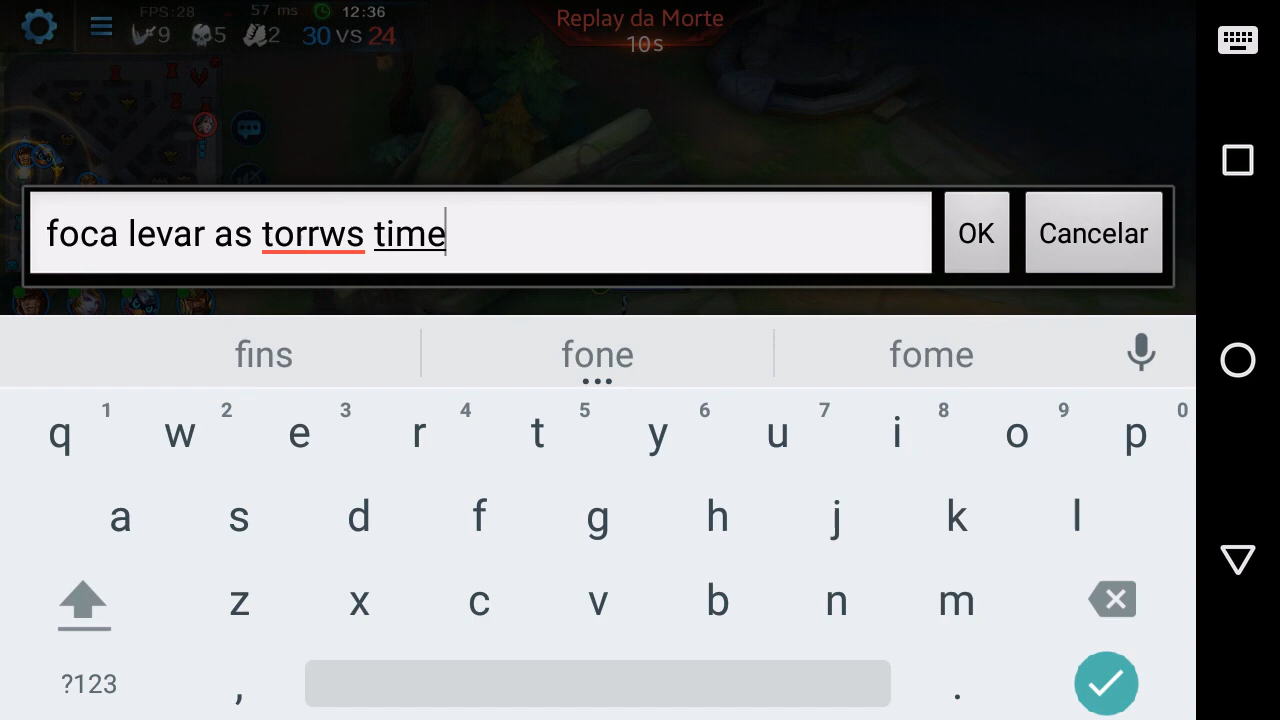 FPS:28 57 ms 12:36
9 5 2 30 VS 24
Replay da Morte
10s
foca levar as torrws time
OK
Cancelar
fins fone fome
...
1 2 3 4 5 6 7 8 9 0
q w e r t y u i o p
a s d f g h j k l
z x c v b n m
?123 , .